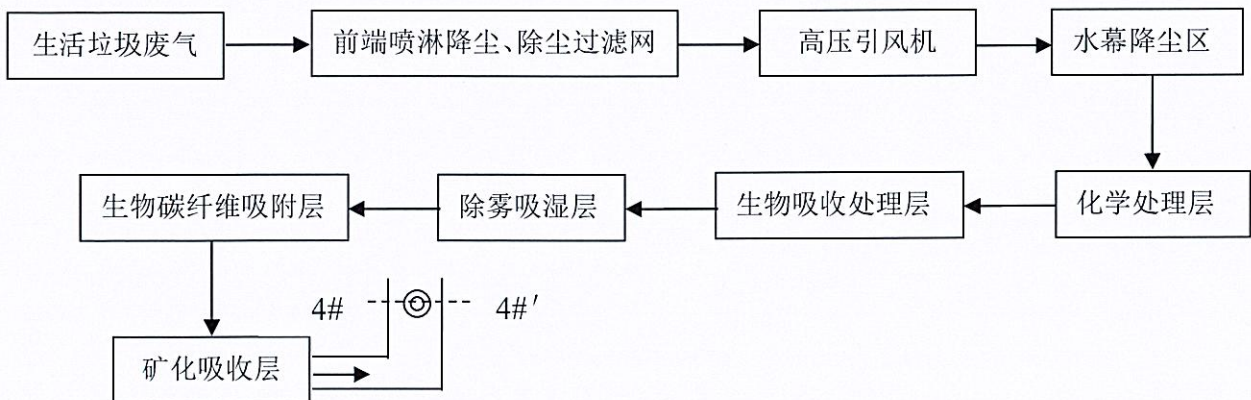 生活垃圾废气
前端喷淋降尘、除尘过滤网
高压引风机
水幕降尘区
化学处理层
生物吸收处理层
除雾吸湿层
生物碳纤维吸附层
矿化吸收层
4#
4#′